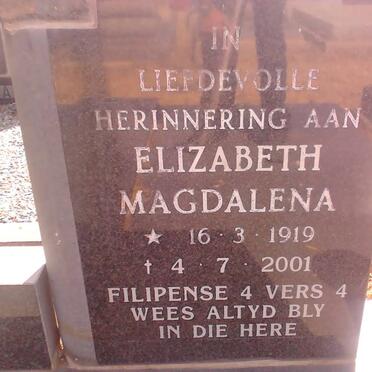 IN
LIEFDEVOLLE
HERINNERING AAN
ELIZABETH
MAGDALENA
★ 16·3·1919
† 4·7·2001
FILIPENSE 4 VERS 4
WEES ALTYD BLY
IN DIE HERE